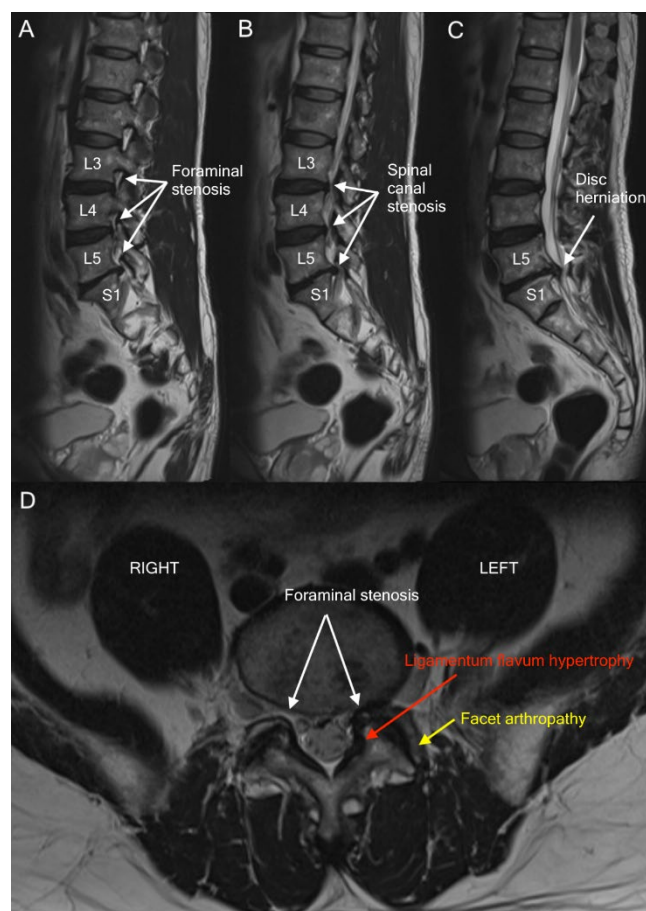 A
L3
L4
L5
S1
Foraminal
stenosis
B
L3
L4
L5
S1
Spinal
canal
stenosis
C
L5
S1
Disc
herniation
D
RIGHT
LEFT
Foraminal stenosis
Ligamentum flavum hypertrophy
Facet arthropathy